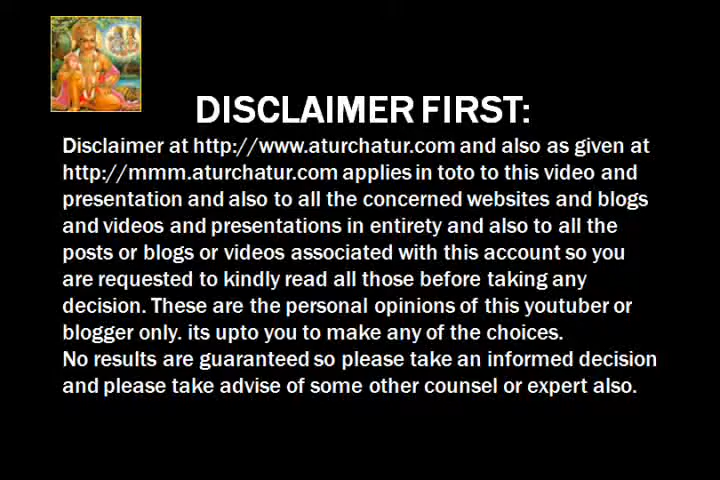 DISCLAIMER FIRST:
Disclaimer at http://www.aturchatur.com and also as given at
http://mmm.aturchatur.com applies in toto to this video and
presentation and also to all the concerned websites and blogs
and videos and presentations in entirety and also to all the
posts or blogs or videos associated with this account so you
are requested to kindly read all those before taking any
decision. These are the personal opinions of this youtuber or
blogger only. its upto you to make any of the choices.
No results are guaranteed so please take an informed decision
and please take advise of some other counsel or expert also.